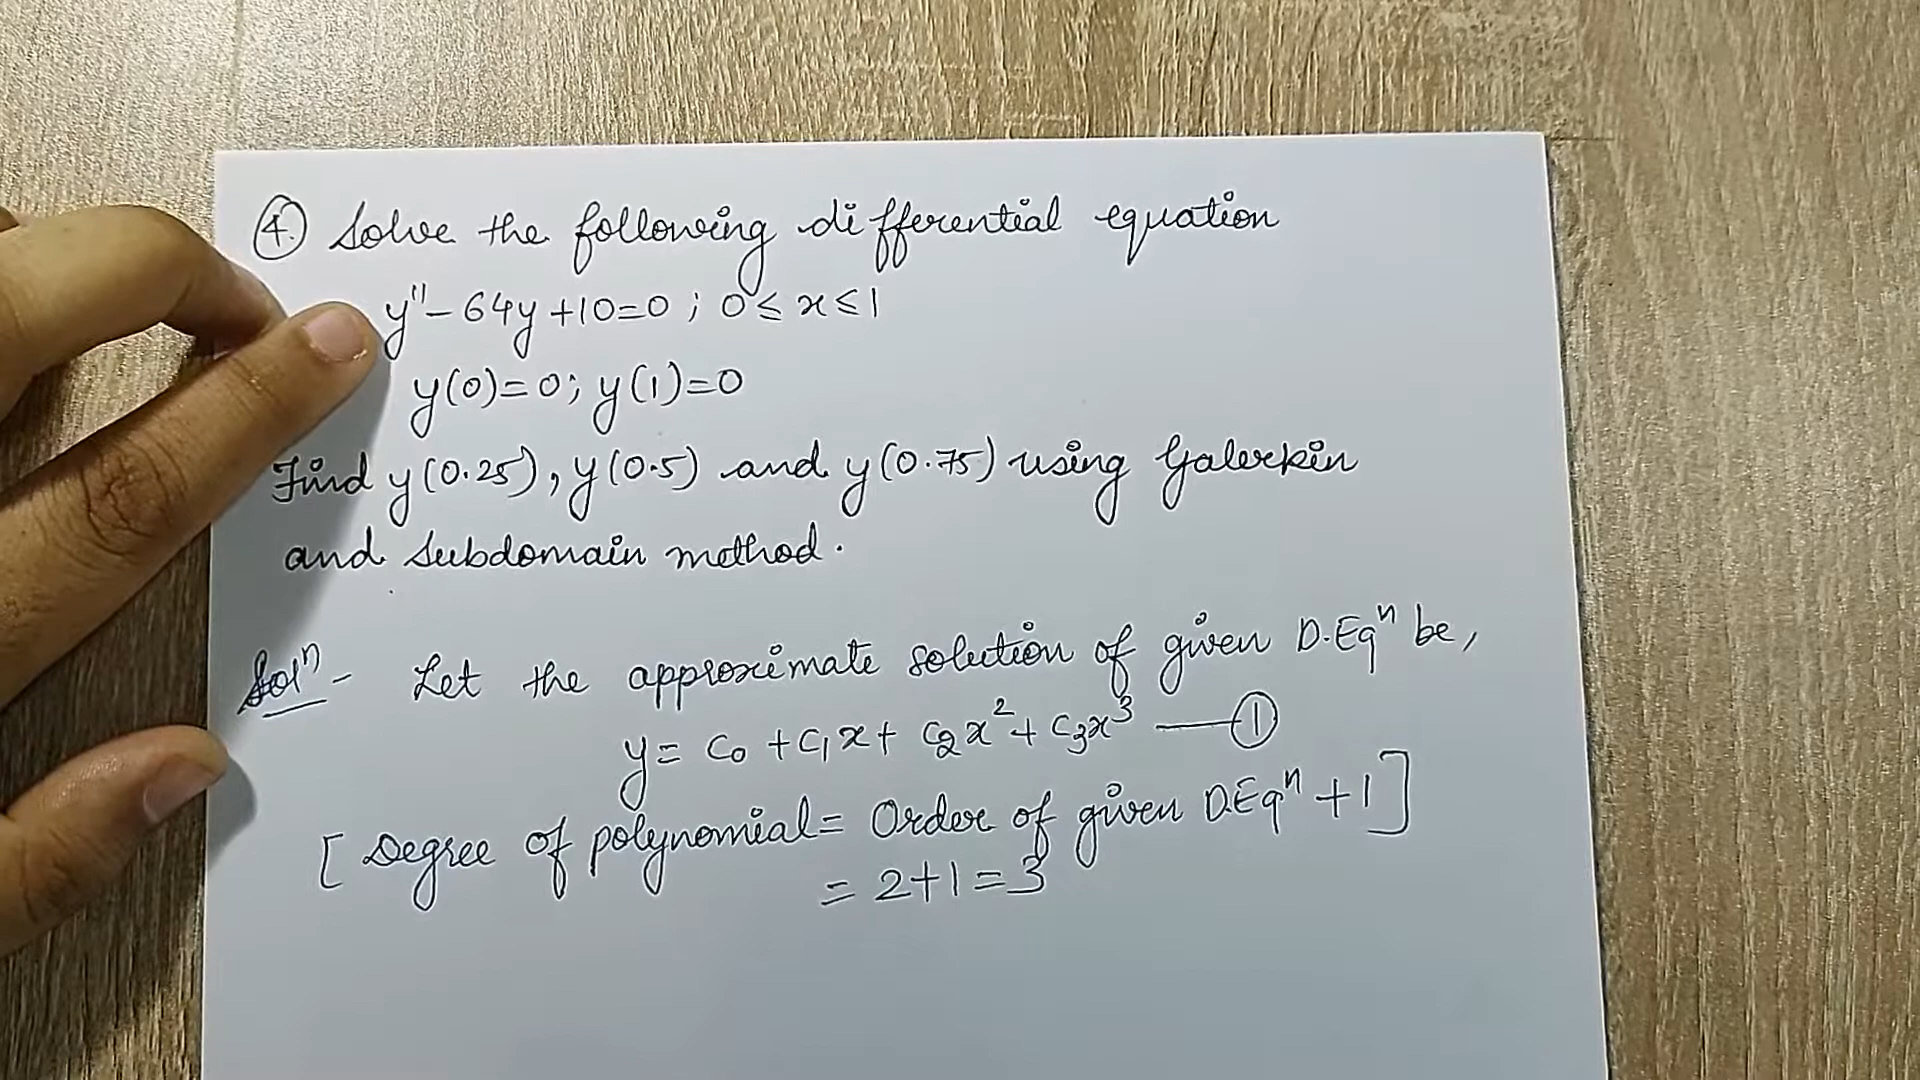 ④ Solve the following differential equation
y" - 64y + 10 = 0 ; 0 ≤ x ≤ 1
y(0) = 0; y(1) = 0
Find y(0.25), y(0.5) and y(0.75) using Galerkin
and Subdomain method.
Solⁿ - Let the approximate solution of given D.Eqⁿ be,
y = c₀ + c₁x + c₂x² + c₃x³ —①
[Degree of polynomial = Order of given D.Eqⁿ + 1]
= 2+1 = 3